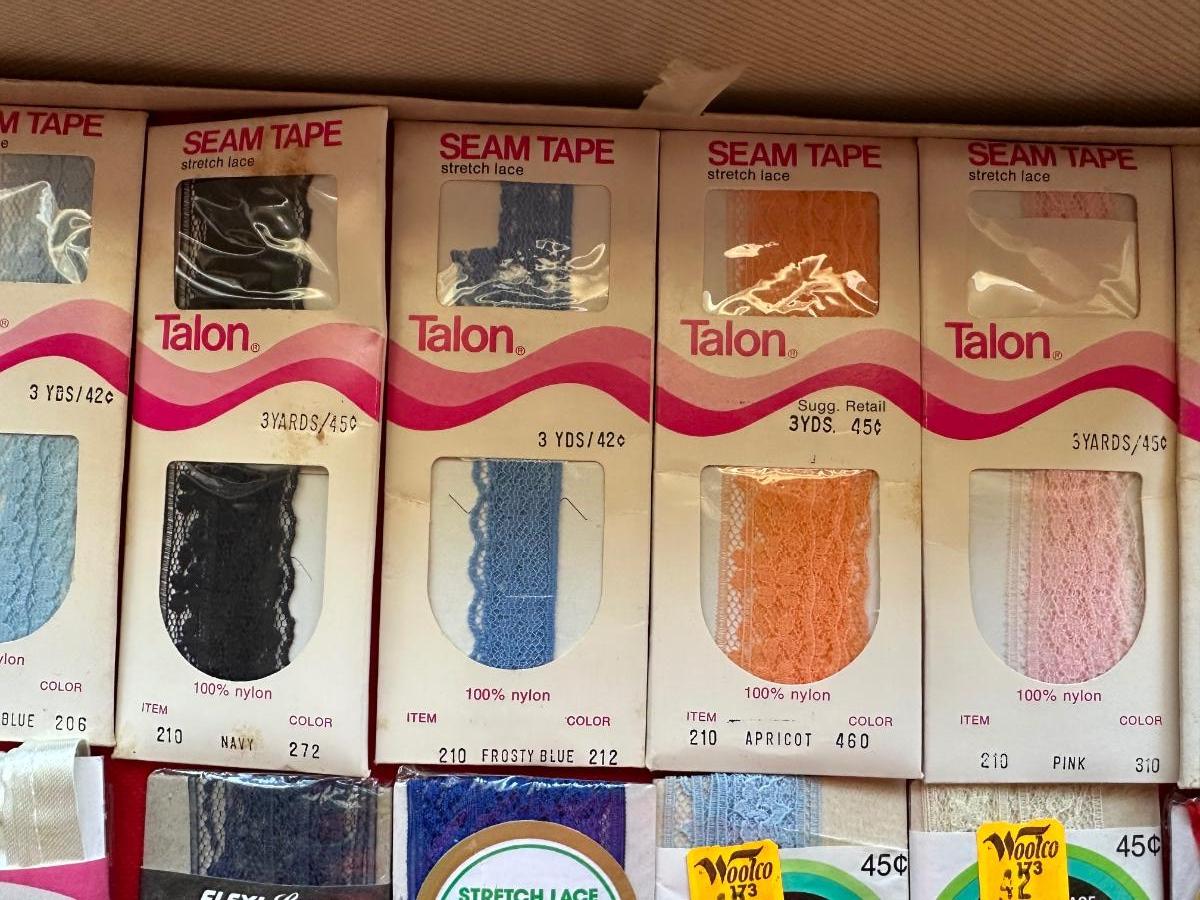 M TAPE
e
®
3 YDS/42¢
ylon
COLOR
BLUE 206
SEAM TAPE
stretch lace
Talon®
3YARDS/45¢
100% nylon
ITEM COLOR
210 NAVY 272
SEAM TAPE
stretch lace
Talon®
3 YDS/42¢
100% nylon
ITEM COLOR
210 FROSTY BLUE 212
SEAM TAPE
stretch lace
Talon®
Sugg. Retail
3YDS. 45¢
100% nylon
ITEM COLOR
210 APRICOT 460
SEAM TAPE
stretch lace
Talon®
3YARDS/45¢
100% nylon
ITEM COLOR
210 PINK 310
STRETCH LACE
Woolco
173
45¢
Woolco
173
45¢